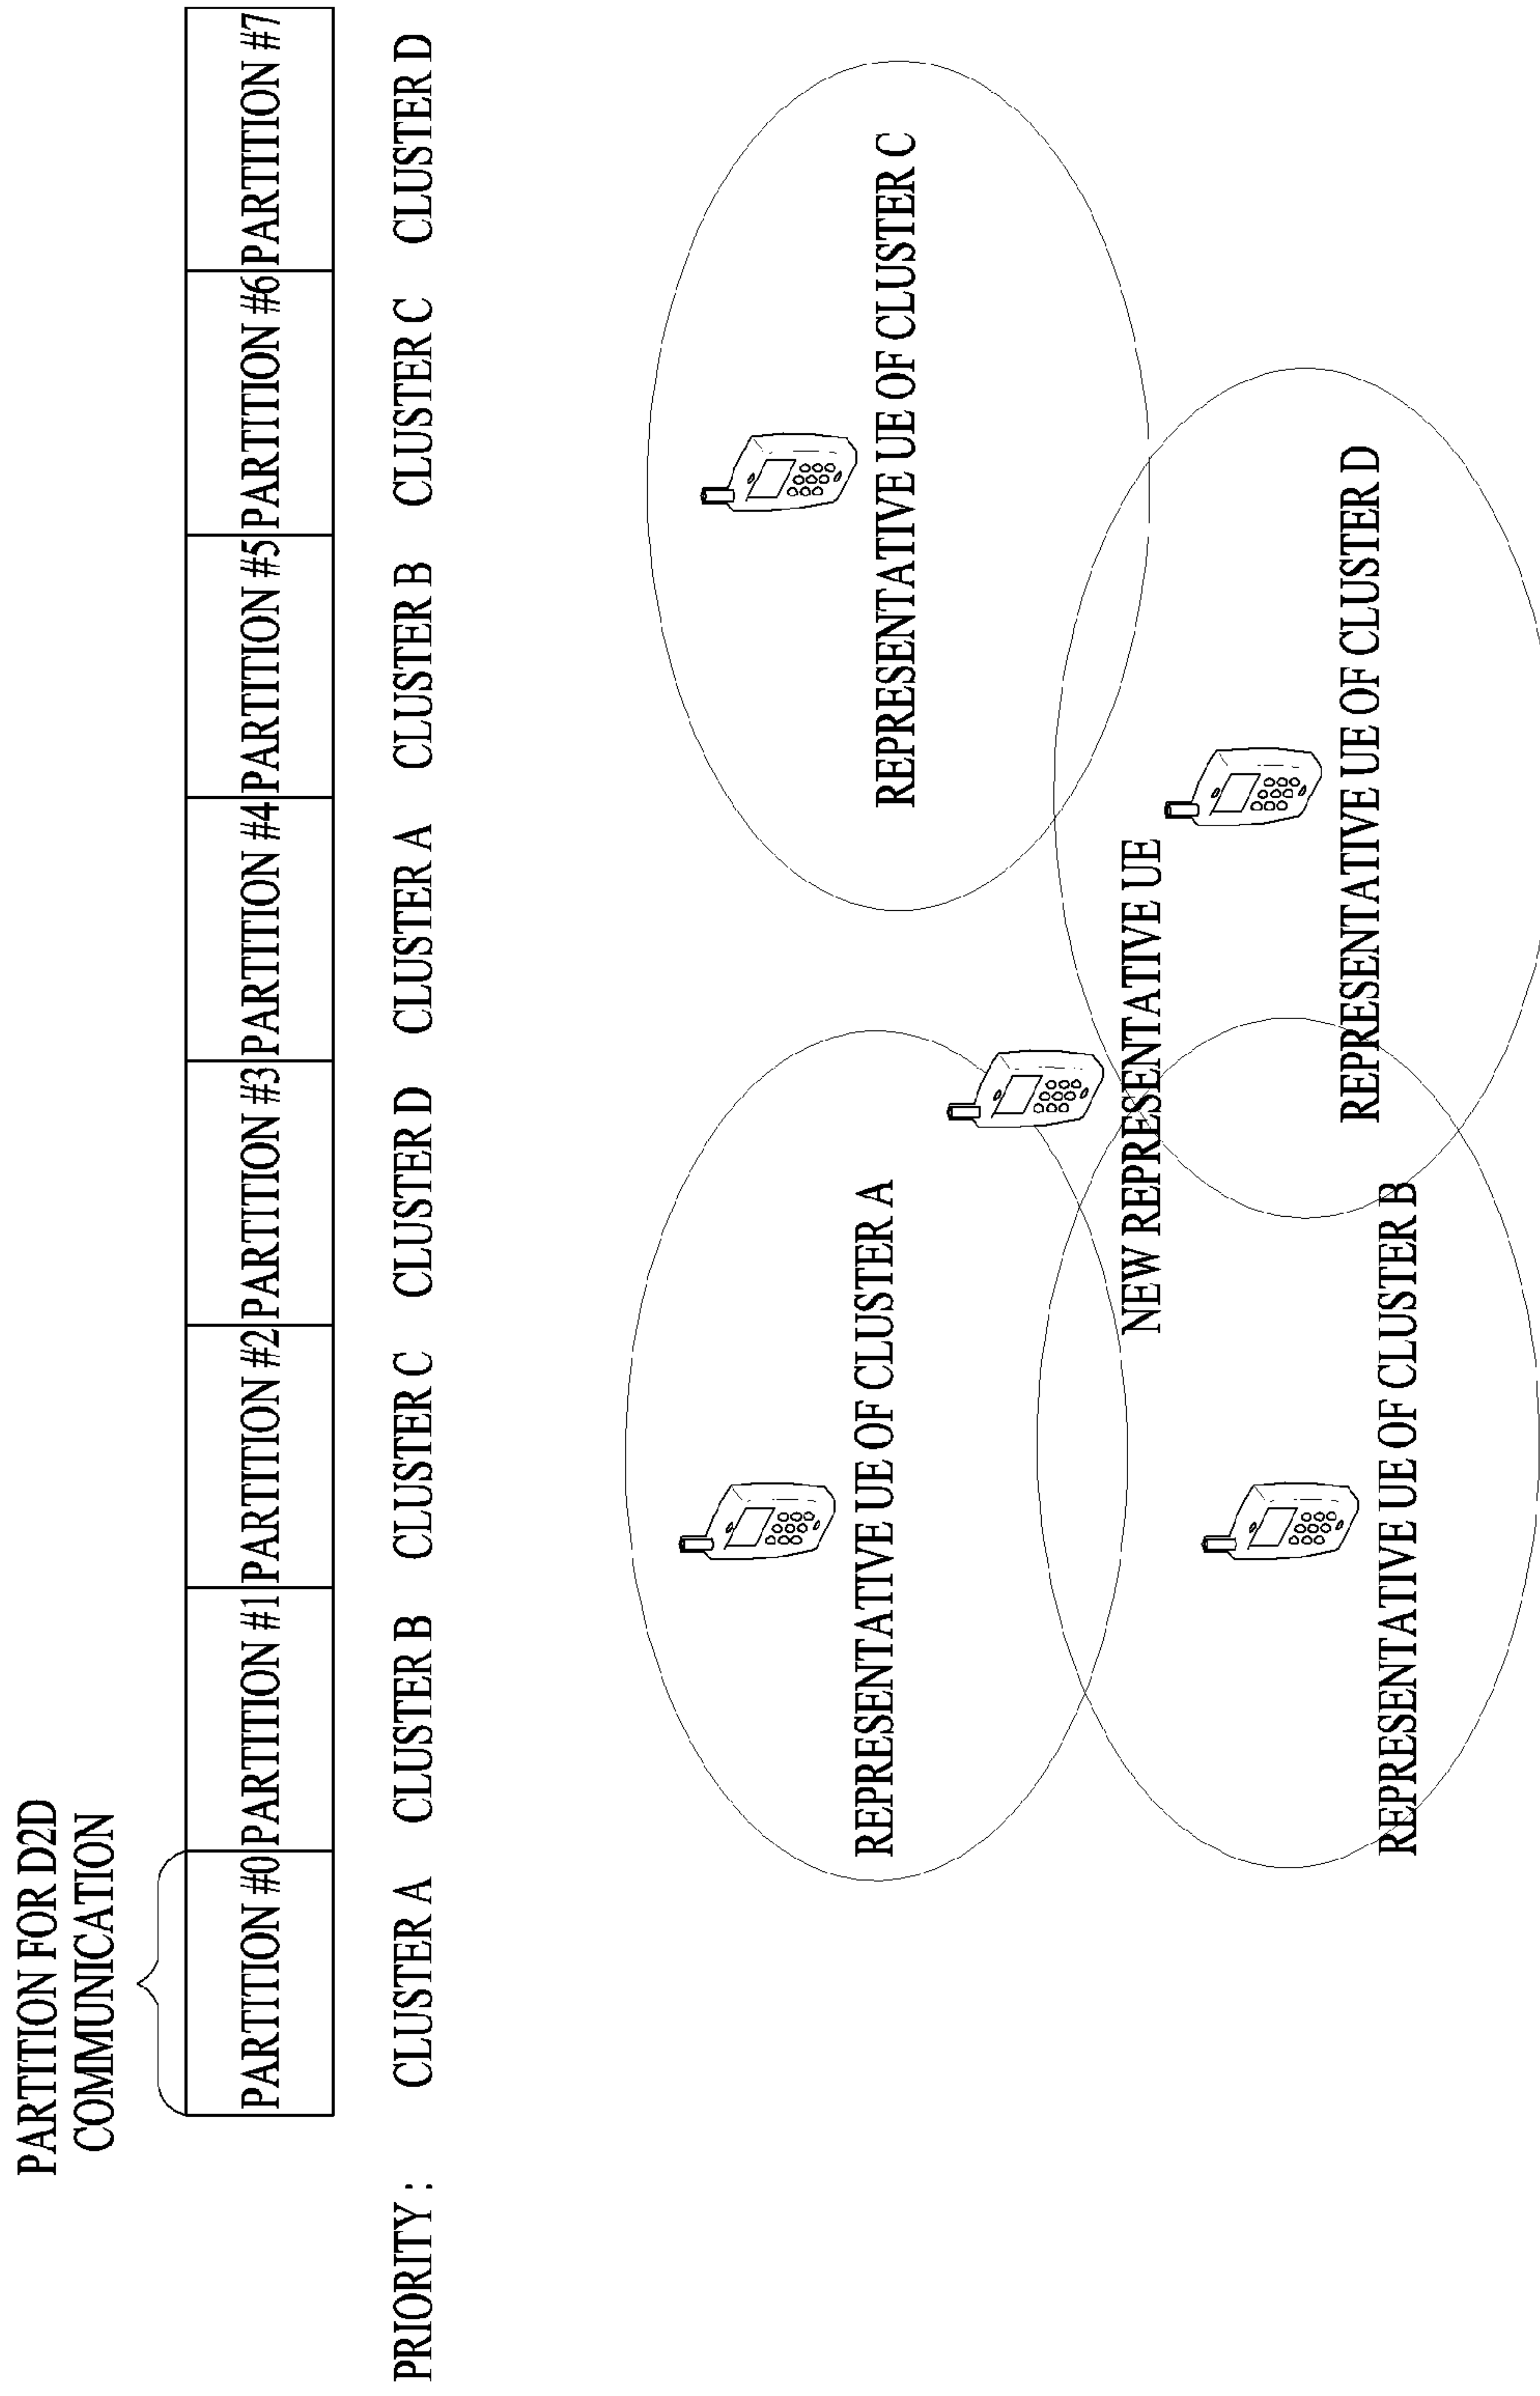 PARTITION FOR D2D
COMMUNICATION
PARTITION #0 PARTITION #1 PARTITION #2 PARTITION #3 PARTITION #4 PARTITION #5 PARTITION #6 PARTITION #7
PRIORITY : CLUSTER A CLUSTER B CLUSTER C CLUSTER D CLUSTER A CLUSTER B CLUSTER C CLUSTER D
REPRESENTATIVE UE OF CLUSTER A
REPRESENTATIVE UE OF CLUSTER C
NEW REPRESENTATIVE UE
REPRESENTATIVE UE OF CLUSTER D
REPRESENTATIVE UE OF CLUSTER B